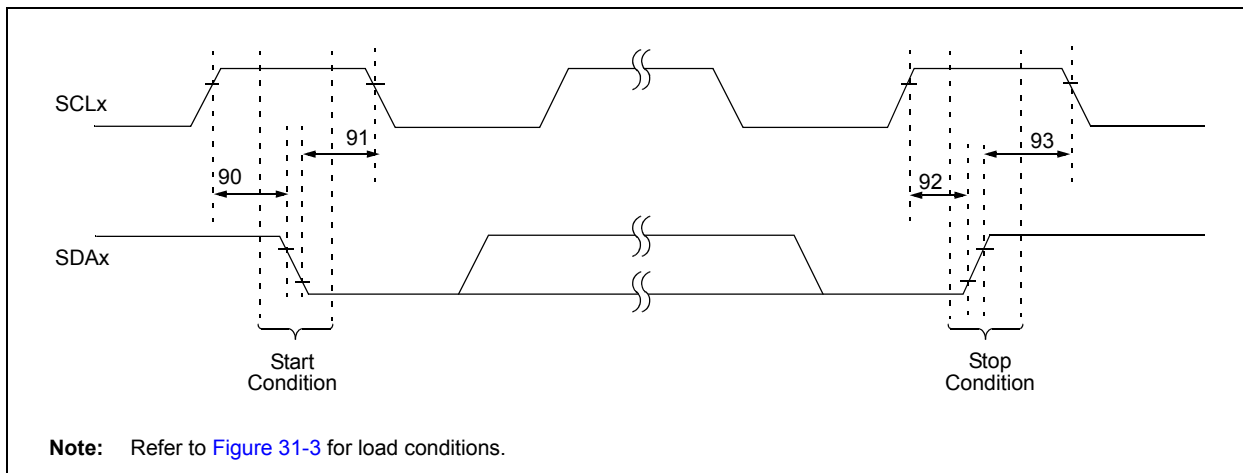 SCLx
91
93
90
92
SDAx
Start
Condition
Stop
Condition
Note: Refer to Figure 31-3 for load conditions.